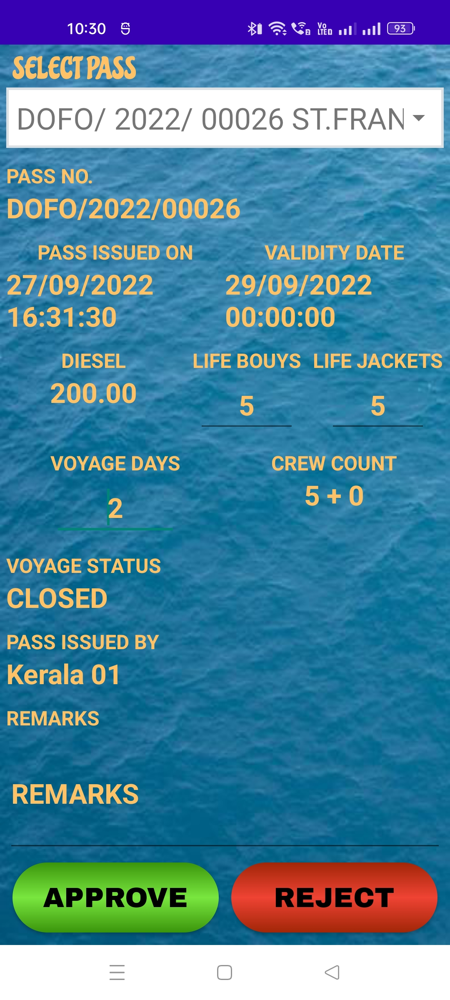 10:30
Vo
LTE D
2
93
SELECT PASS
DOFO/ 2022/ 00026 ST.FRAN
PASS NO.
DOFO/2022/00026
PASS ISSUED ON VALIDITY DATE
27/09/2022 29/09/2022
16:31:30 00:00:00
DIESEL LIFE BOUYS LIFE JACKETS
200.00 5 5
VOYAGE DAYS CREW COUNT
2 5 + 0
VOYAGE STATUS
CLOSED
PASS ISSUED BY
Kerala 01
REMARKS
REMARKS
APPROVE REJECT